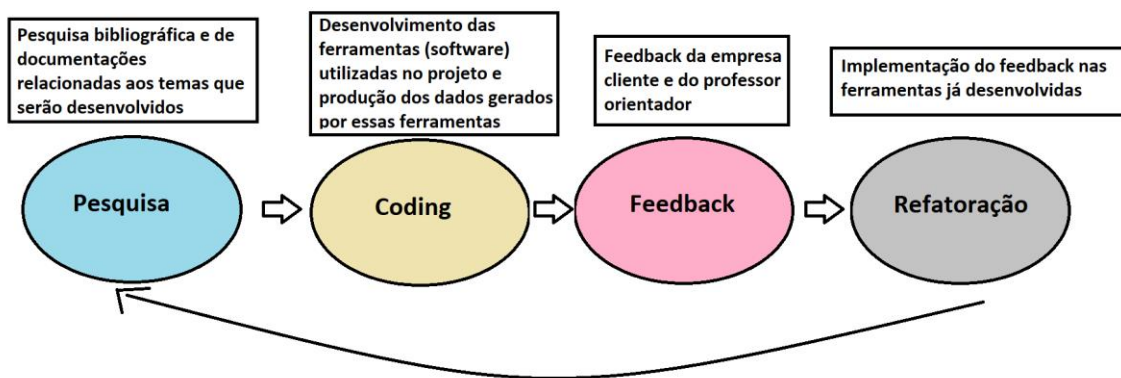 Pesquisa bibliográfica e de
documentações
relacionadas aos temas que
serão desenvolvidos
Desenvolvimento das
ferramentas (software)
utilizadas no projeto e
produção dos dados gerados
por essas ferramentas
Feedback da empresa
cliente e do professor
orientador
Implementação do feedback nas
ferramentas já desenvolvidas
Pesquisa
Coding
Feedback
Refatoração